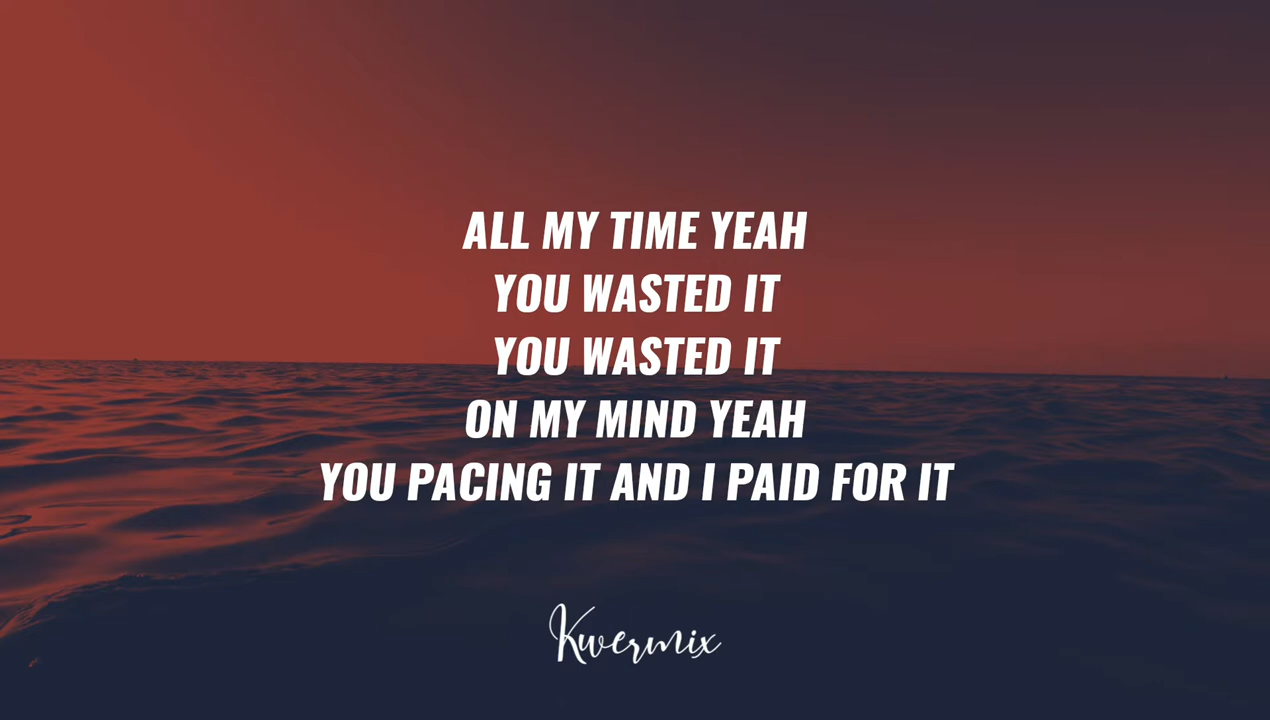 ALL MY TIME YEAH
YOU WASTED IT
YOU WASTED IT
ON MY MIND YEAH
YOU PACING IT AND I PAID FOR IT
Kwermix